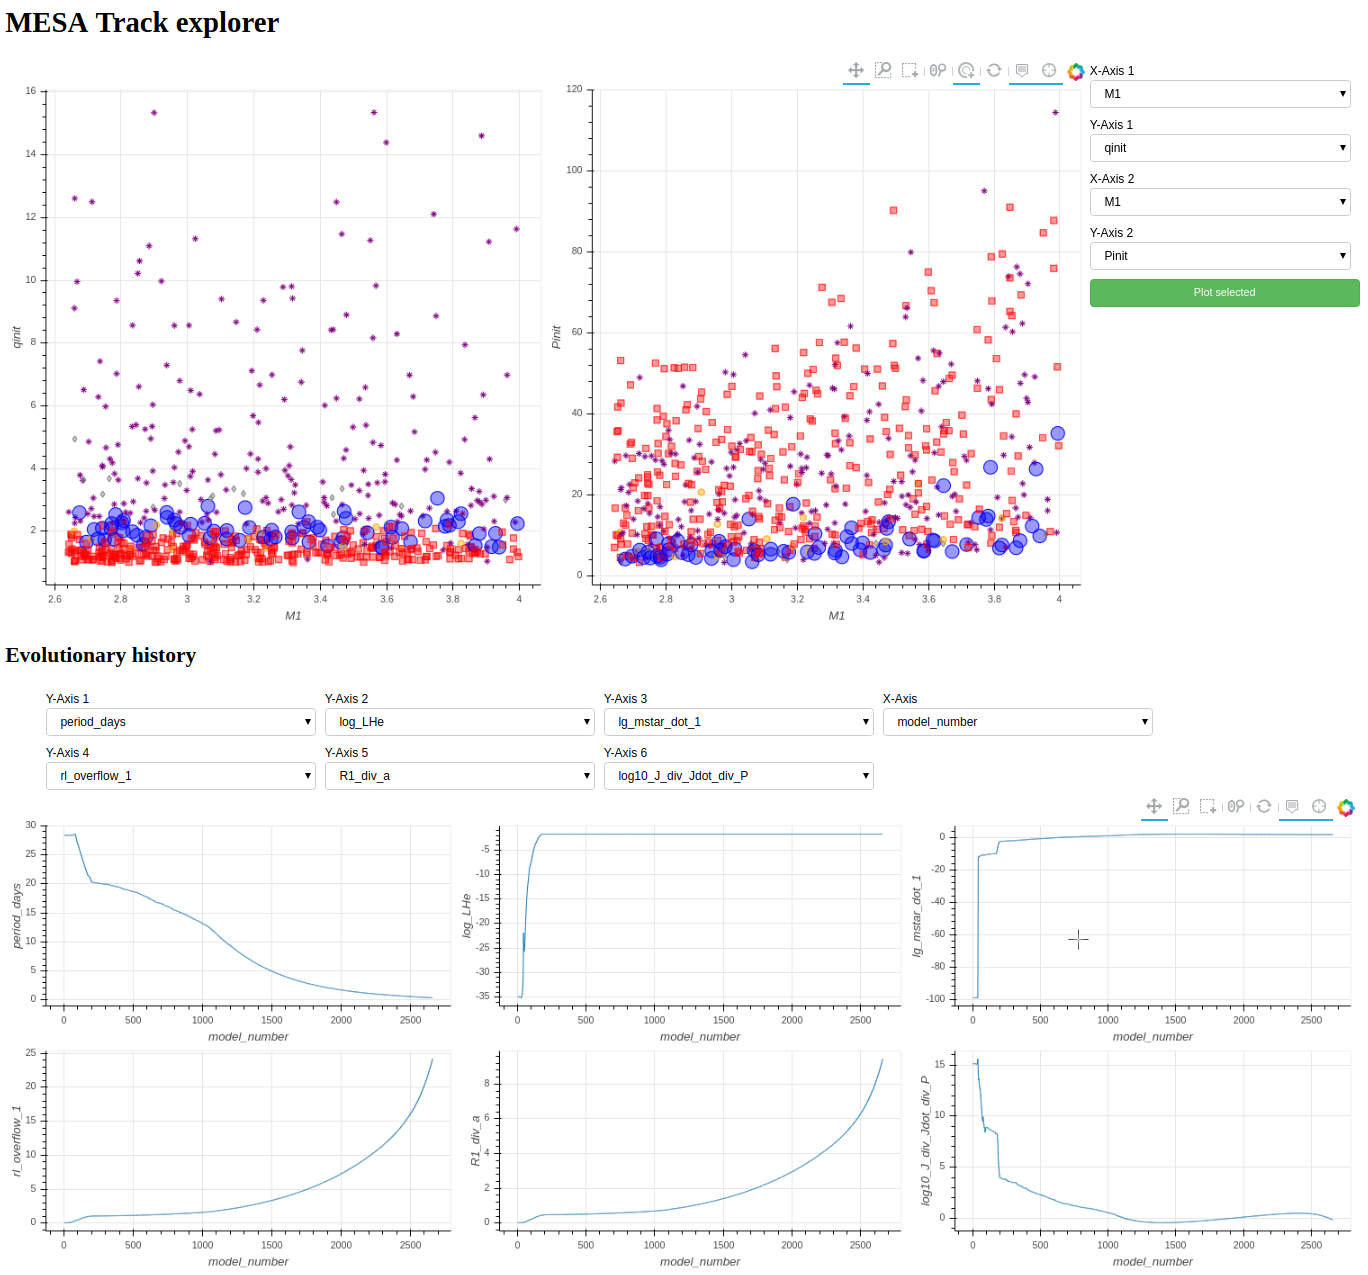 MESA Track explorer
X-Axis 1
M1
Y-Axis 1
qinit
X-Axis 2
M1
Y-Axis 2
Pinit
Plot selected
16
14
12
10
8
6
4
2
qinit
2.6 2.8 3 3.2 3.4 3.6 3.8 4
M1
120
100
80
60
40
20
0
Pinit
2.6 2.8 3 3.2 3.4 3.6 3.8 4
M1
Evolutionary history
Y-Axis 1 Y-Axis 2 Y-Axis 3 X-Axis
period_days log_LHe lg_mstar_dot_1 model_number
Y-Axis 4 Y-Axis 5 Y-Axis 6
rl_overflow_1 R1_div_a log10_J_div_Jdot_div_P
30
25
20
15
10
5
0
period_days
0 500 1000 1500 2000 2500
model_number
-5
-10
-15
-20
-25
-30
-35
log_LHe
0 500 1000 1500 2000 2500
model_number
0
-20
-40
-60
-80
-100
lg_mstar_dot_1
0 500 1000 1500 2000 2500
model_number
25
20
15
10
5
0
rl_overflow_1
0 500 1000 1500 2000 2500
model_number
8
6
4
2
0
R1_div_a
0 500 1000 1500 2000 2500
model_number
15
10
5
0
log10_J_div_Jdot_div_P
0 500 1000 1500 2000 2500
model_number